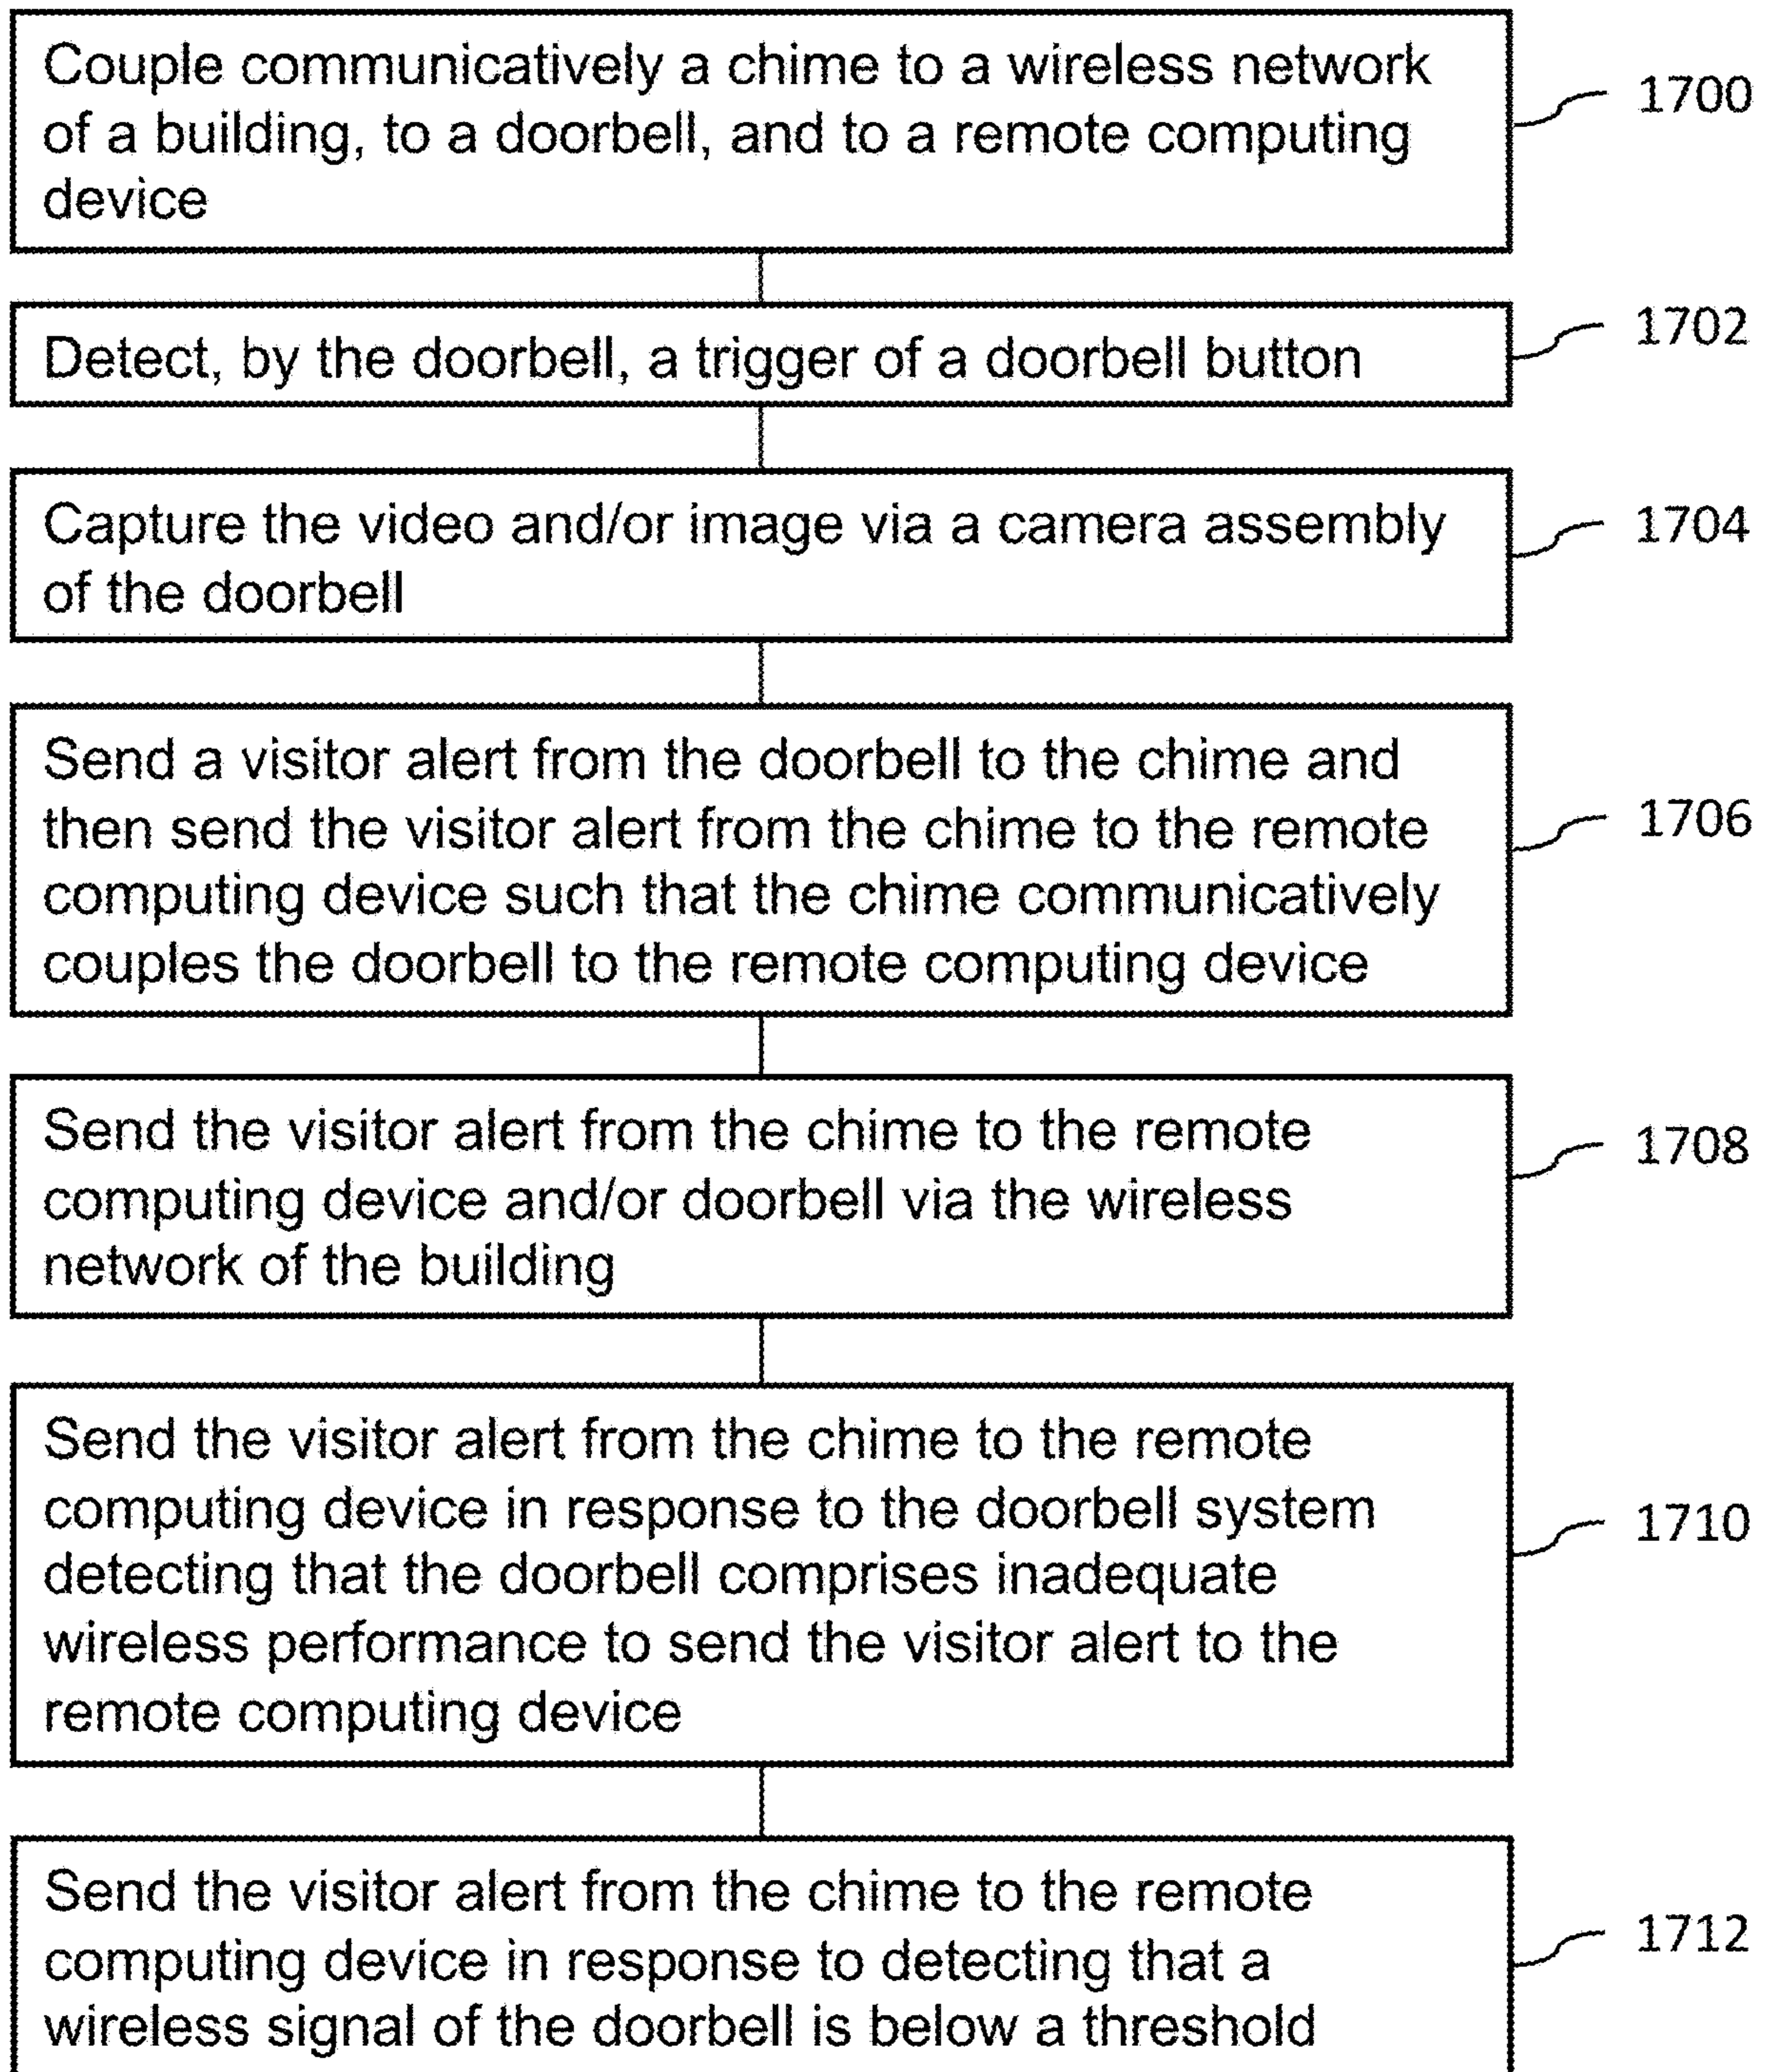 Couple communicatively a chime to a wireless network
of a building, to a doorbell, and to a remote computing
device
1700
Detect, by the doorbell, a trigger of a doorbell button
1702
Capture the video and/or image via a camera assembly
of the doorbell
1704
Send a visitor alert from the doorbell to the chime and
then send the visitor alert from the chime to the remote
computing device such that the chime communicatively
couples the doorbell to the remote computing device
1706
Send the visitor alert from the chime to the remote
computing device and/or doorbell via the wireless
network of the building
1708
Send the visitor alert from the chime to the remote
computing device in response to the doorbell system
detecting that the doorbell comprises inadequate
wireless performance to send the visitor alert to the
remote computing device
1710
Send the visitor alert from the chime to the remote
computing device in response to detecting that a
wireless signal of the doorbell is below a threshold
1712